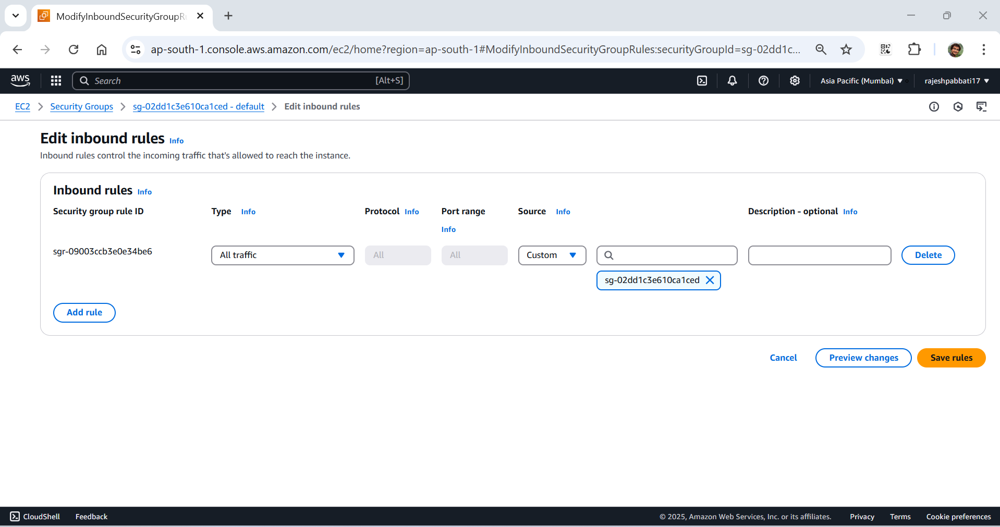 ModifyInboundSecurityGroupRu
ap-south-1.console.aws.amazon.com/ec2/home?region=ap-south-1#ModifyInboundSecurityGroupRules:securityGroupId=sg-02dd1c...
aws Search [Alt+S] Asia Pacific (Mumbai) rajeshpabbati17
EC2 Security Groups sg-02dd1c3e610ca1ced - default Edit inbound rules
Edit inbound rules Info
Inbound rules control the incoming traffic that's allowed to reach the instance.
Inbound rules Info
Security group rule ID Type Info Protocol Info Port range Source Info Description - optional Info
Info
sgr-09003ccb3e0e34be6 All traffic All All Custom Delete
sg-02dd1c3e610ca1ced
Add rule
Cancel Preview changes Save rules
CloudShell Feedback © 2025, Amazon Web Services, Inc. or its affiliates. Privacy Terms Cookie preferences